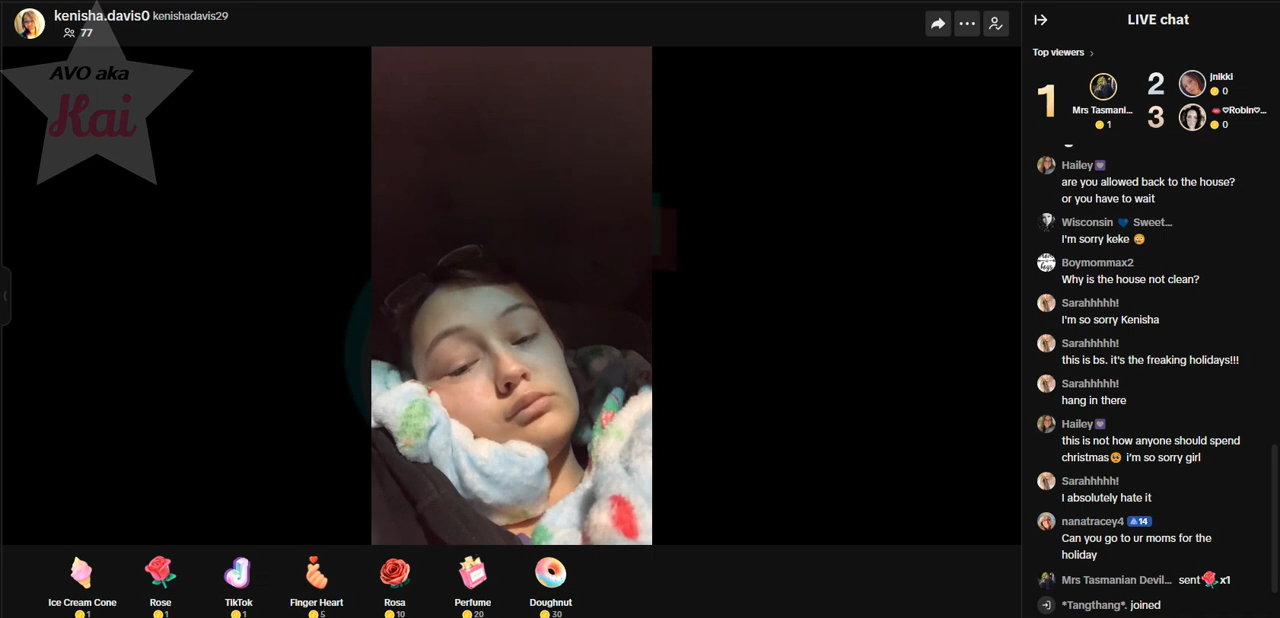 kenisha.davis0 kenishadavis29
77
AVO aka
Kai
LIVE chat
Top viewers
1
Mrs Tasmani...
1
2
jnikki
0
3
♡Robin♡...
0
Hailey
are you allowed back to the house?
or you have to wait
Wisconsin 💙 Sweet...
I'm sorry keke 😳
Boymommax2
Why is the house not clean?
Sarahhhhh!
I'm so sorry Kenisha
Sarahhhhh!
this is bs. it's the freaking holidays!!!
Sarahhhhh!
hang in there
Hailey
this is not how anyone should spend
christmas🥺 i'm so sorry girl
Sarahhhhh!
I absolutely hate it
nanatracey4 14
Can you go to ur moms for the
holiday
Mrs Tasmanian Devil... sent🌹x1
*Tangthang*. joined
Ice Cream Cone
1
Rose
1
TikTok
1
Finger Heart
5
Rosa
10
Perfume
20
Doughnut
30